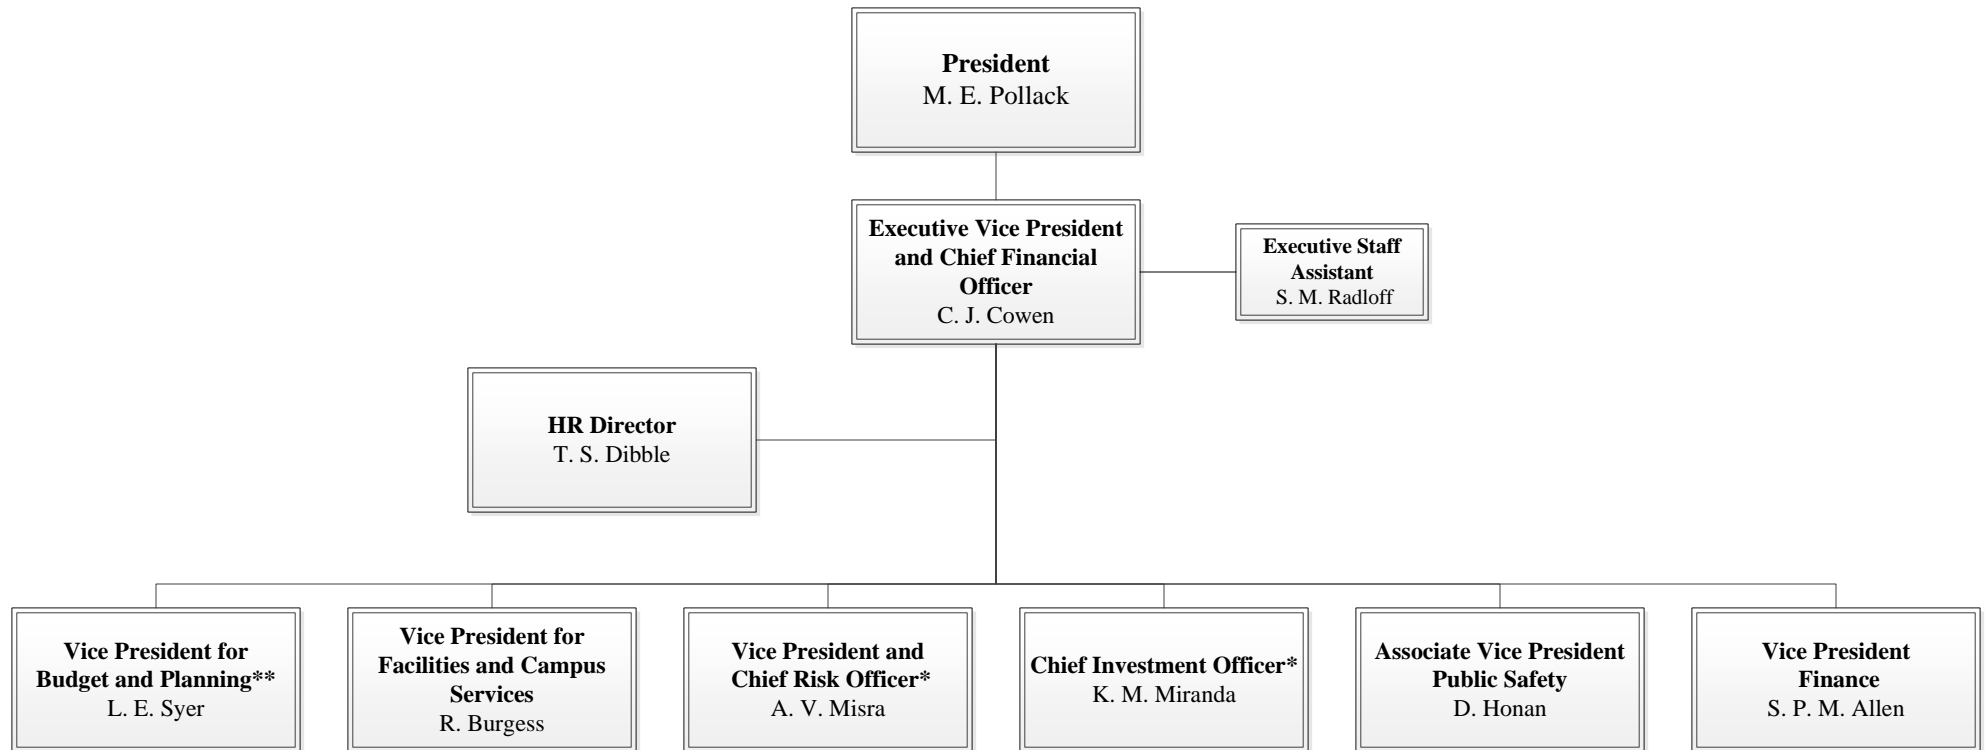 President
M. E. Pollack
Executive Vice President
and Chief Financial
Officer
C. J. Cowen
Executive Staff
Assistant
S. M. Radloff
HR Director
T. S. Dibble
Vice President for
Budget and Planning**
L. E. Syer
Vice President for
Facilities and Campus
Services
R. Burgess
Vice President and
Chief Risk Officer*
A. V. Misra
Chief Investment Officer*
K. M. Miranda
Associate Vice President
Public Safety
D. Honan
Vice President
Finance
S. P. M. Allen